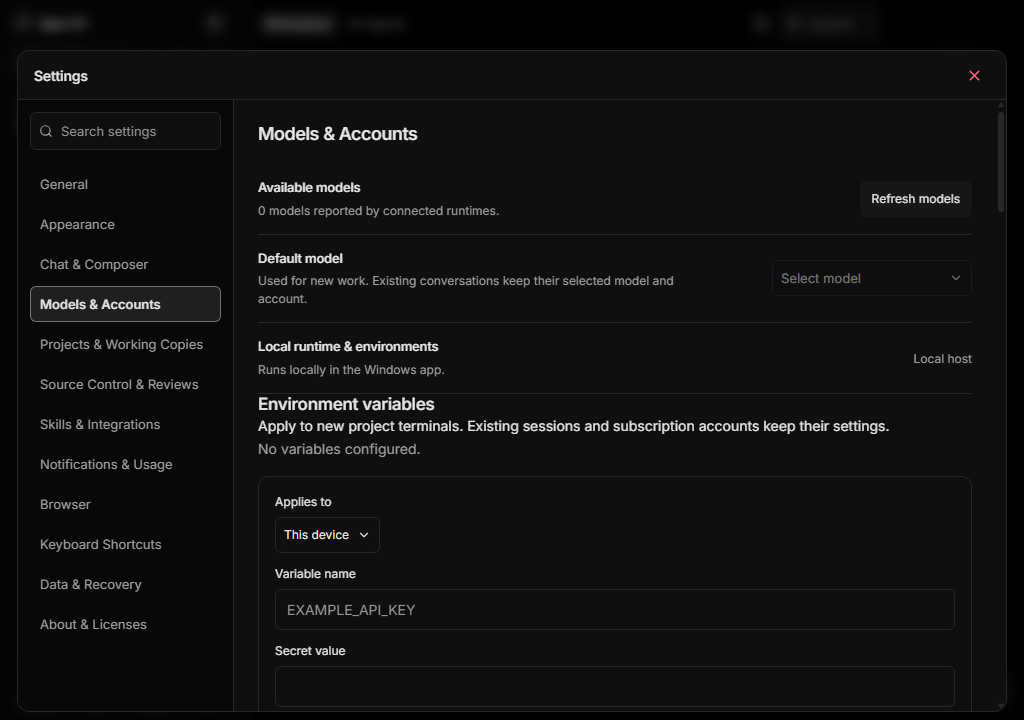 Settings
Search settings
General
Appearance
Chat & Composer
Models & Accounts
Projects & Working Copies
Source Control & Reviews
Skills & Integrations
Notifications & Usage
Browser
Keyboard Shortcuts
Data & Recovery
About & Licenses
Models & Accounts
Available models
0 models reported by connected runtimes.
Refresh models
Default model
Used for new work. Existing conversations keep their selected model and
account.
Select model
Local runtime & environments
Runs locally in the Windows app.
Local host
Environment variables
Apply to new project terminals. Existing sessions and subscription accounts keep their settings.
No variables configured.
Applies to
This device
Variable name
EXAMPLE_API_KEY
Secret value